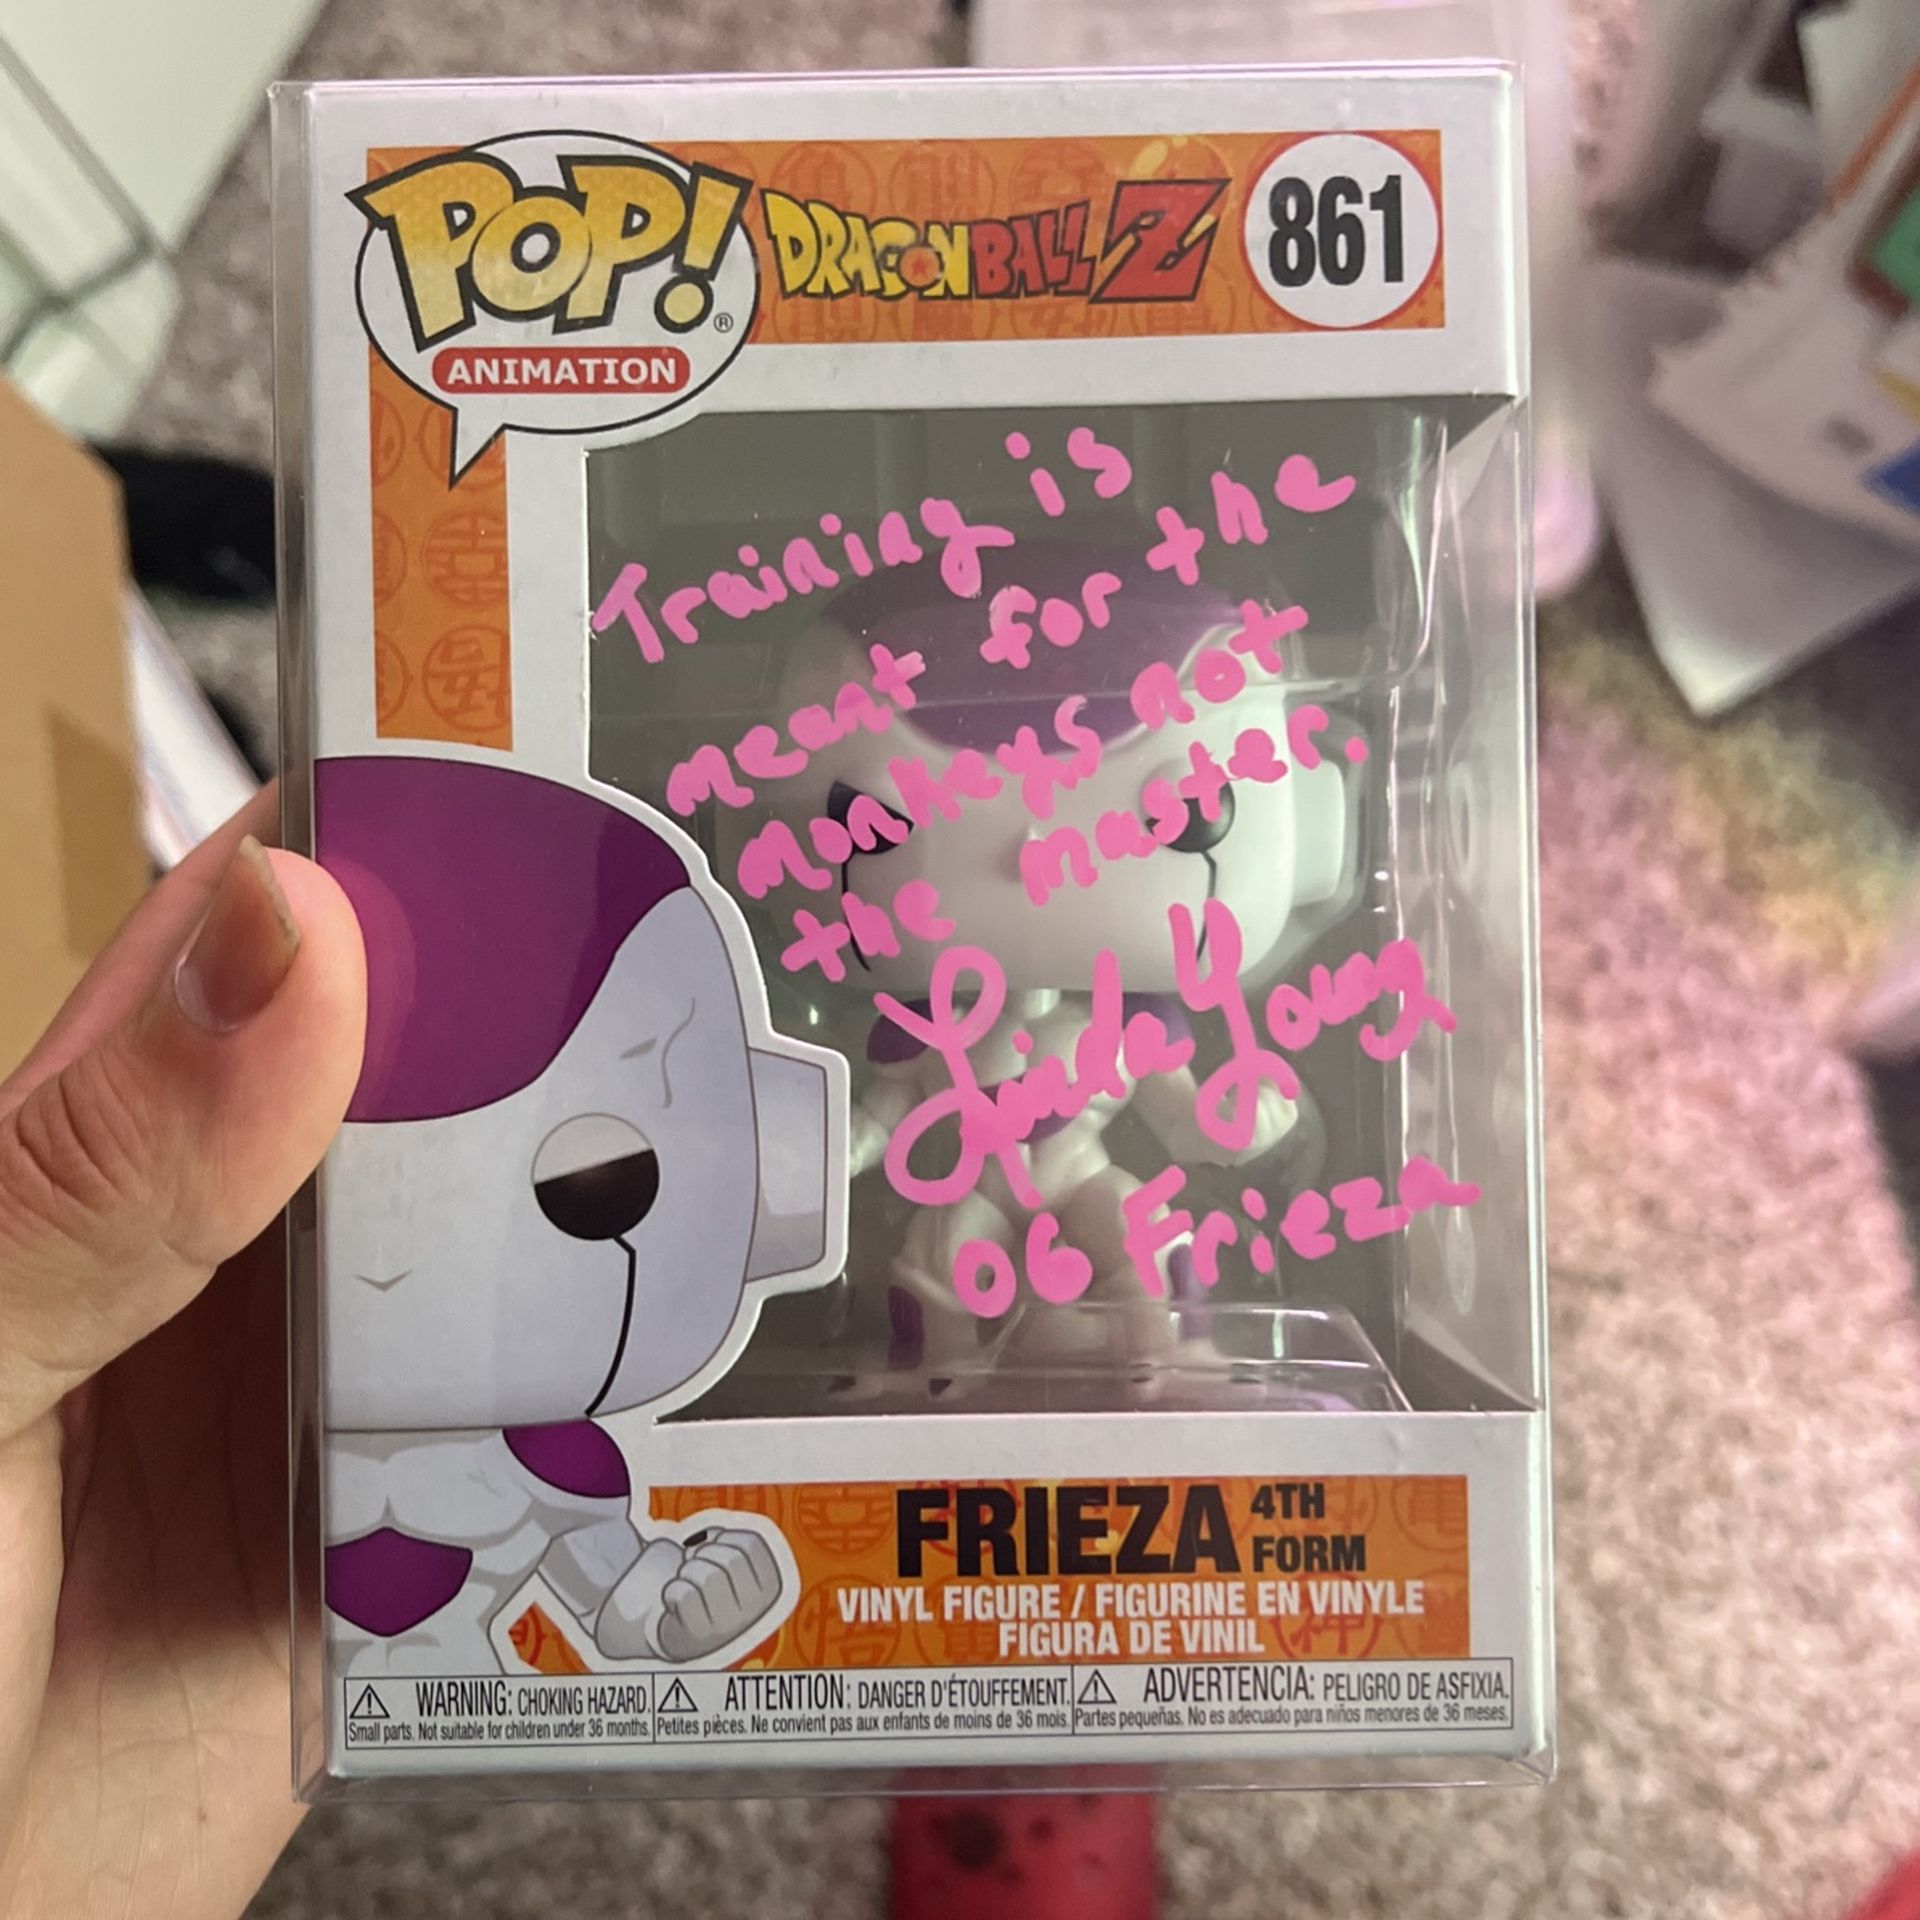 POP!®
ANIMATION
DRAGONBALL Z
861
Training is
meant for the
monkeys not
the master.
Linda Young
OG Frieza
FRIEZA 4TH FORM
VINYL FIGURE / FIGURINE EN VINYLE
FIGURA DE VINIL
WARNING: CHOKING HAZARD.
Small parts. Not suitable for children under 36 months.
ATTENTION: DANGER D'ÉTOUFFEMENT.
Petites pièces. Ne convient pas aux enfants de moins de 36 mois.
ADVERTENCIA: PELIGRO DE ASFIXIA.
Partes pequeñas. No es adecuado para niños menores de 36 meses.